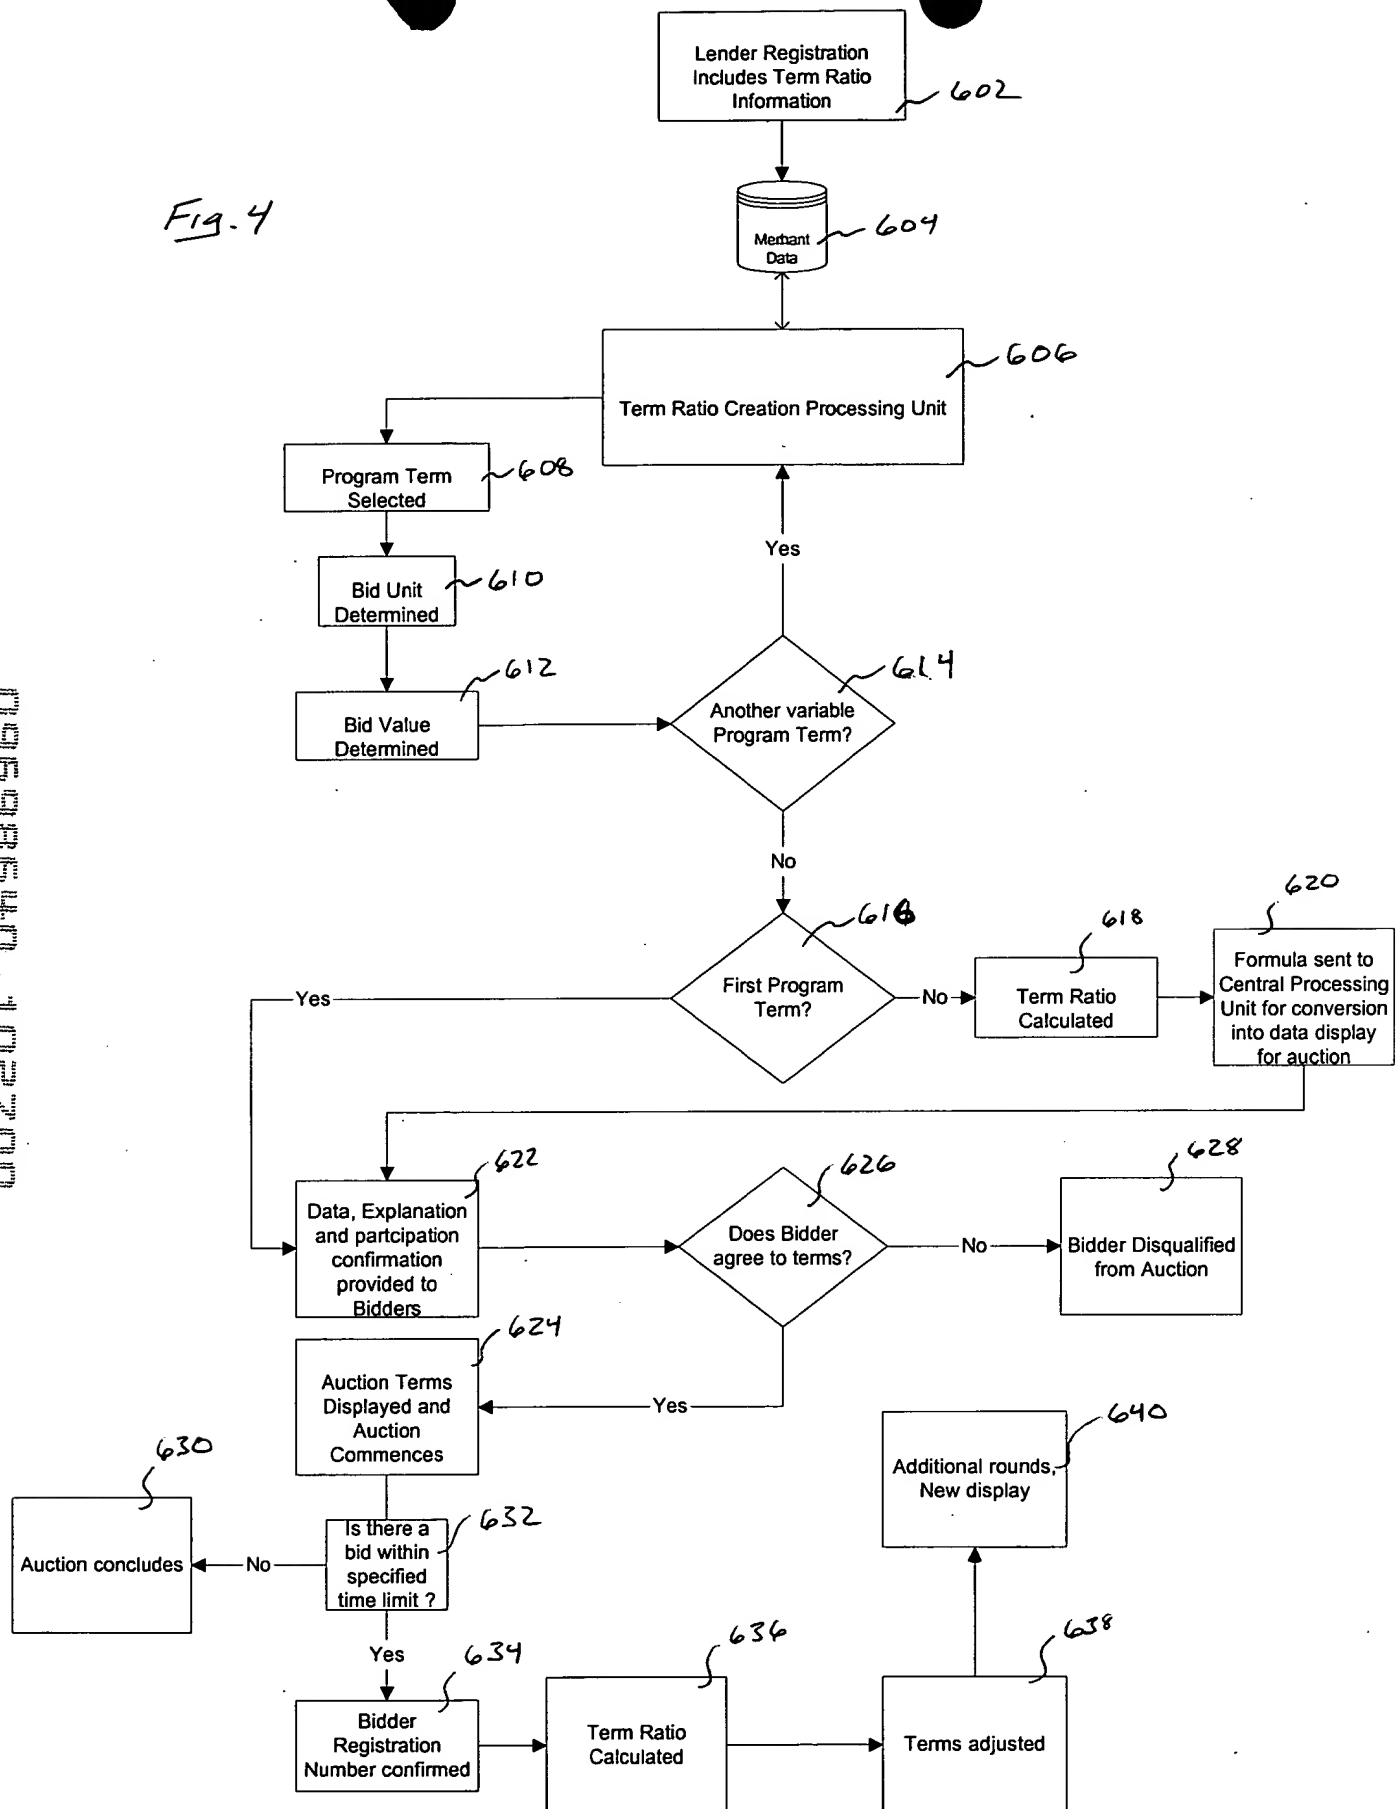 Lender Registration
Includes Term Ratio
Information
602
Fig. 4
Merhant
Data
604
606
Term Ratio Creation Processing Unit
Program Term
Selected
608
Yes
Bid Unit
Determined
610
612
Bid Value
Determined
614
Another variable
Program Term?
No
616
First Program
Term?
Yes
No
618
Term Ratio
Calculated
620
Formula sent to
Central Processing
Unit for conversion
into data display
for auction
622
Data, Explanation
and partcipation
confirmation
provided to
Bidders
626
Does Bidder
agree to terms?
No
628
Bidder Disqualified
from Auction
624
Auction Terms
Displayed and
Auction
Commences
Yes
640
Additional rounds,
New display
630
Auction concludes
No
632
Is there a
bid within
specified
time limit ?
Yes
634
Bidder
Registration
Number confirmed
636
Term Ratio
Calculated
638
Terms adjusted